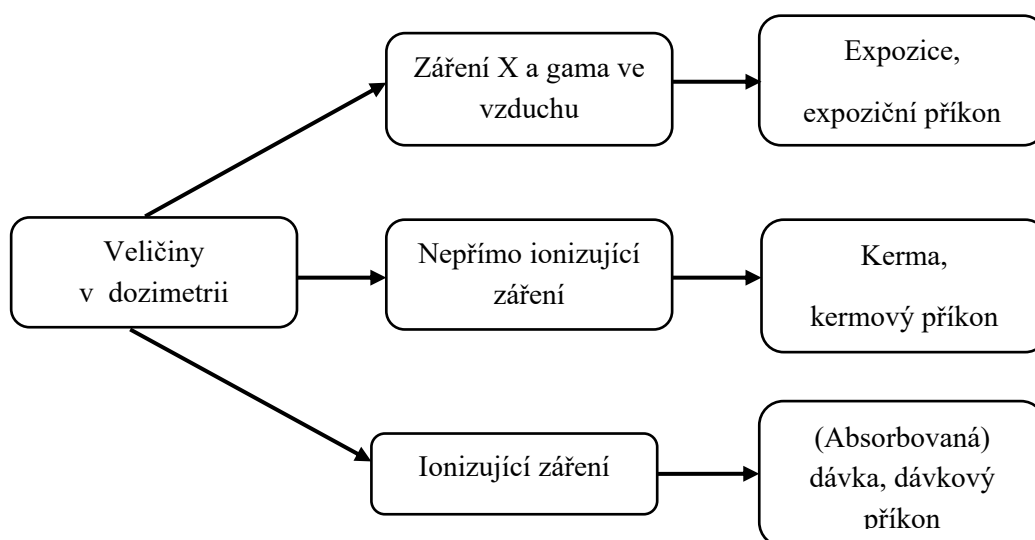 Záření X a gama ve
vzduchu
Expozice,
expoziční příkon
Veličiny
v dozimetrii
Nepřímo ionizující
záření
Kerma,
kermový příkon
Ionizující záření
(Absorbovaná)
dávka, dávkový
příkon